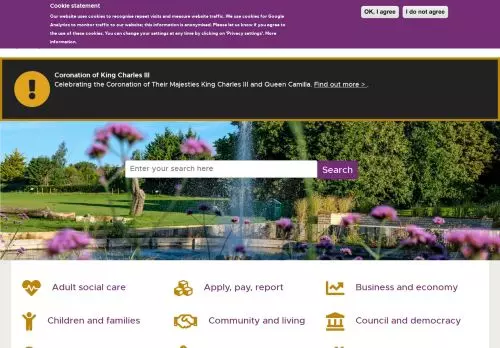 Cookie statement
Our website uses cookies to recognise repeat visits and measure website traffic. We use cookies for Google
Analytics to monitor traffic to our website; this information is anonymised. Please let us know if you agree to
the use of these cookies. You can change your settings at any time by clicking on 'Privacy settings'. More
information.
OK, I agree
I do not agree
Coronation of King Charles III
Celebrating the Coronation of Their Majesties King Charles III and Queen Camilla. Find out more > .
Enter your search here
Search
Adult social care
Apply, pay, report
Business and economy
Children and families
Community and living
Council and democracy